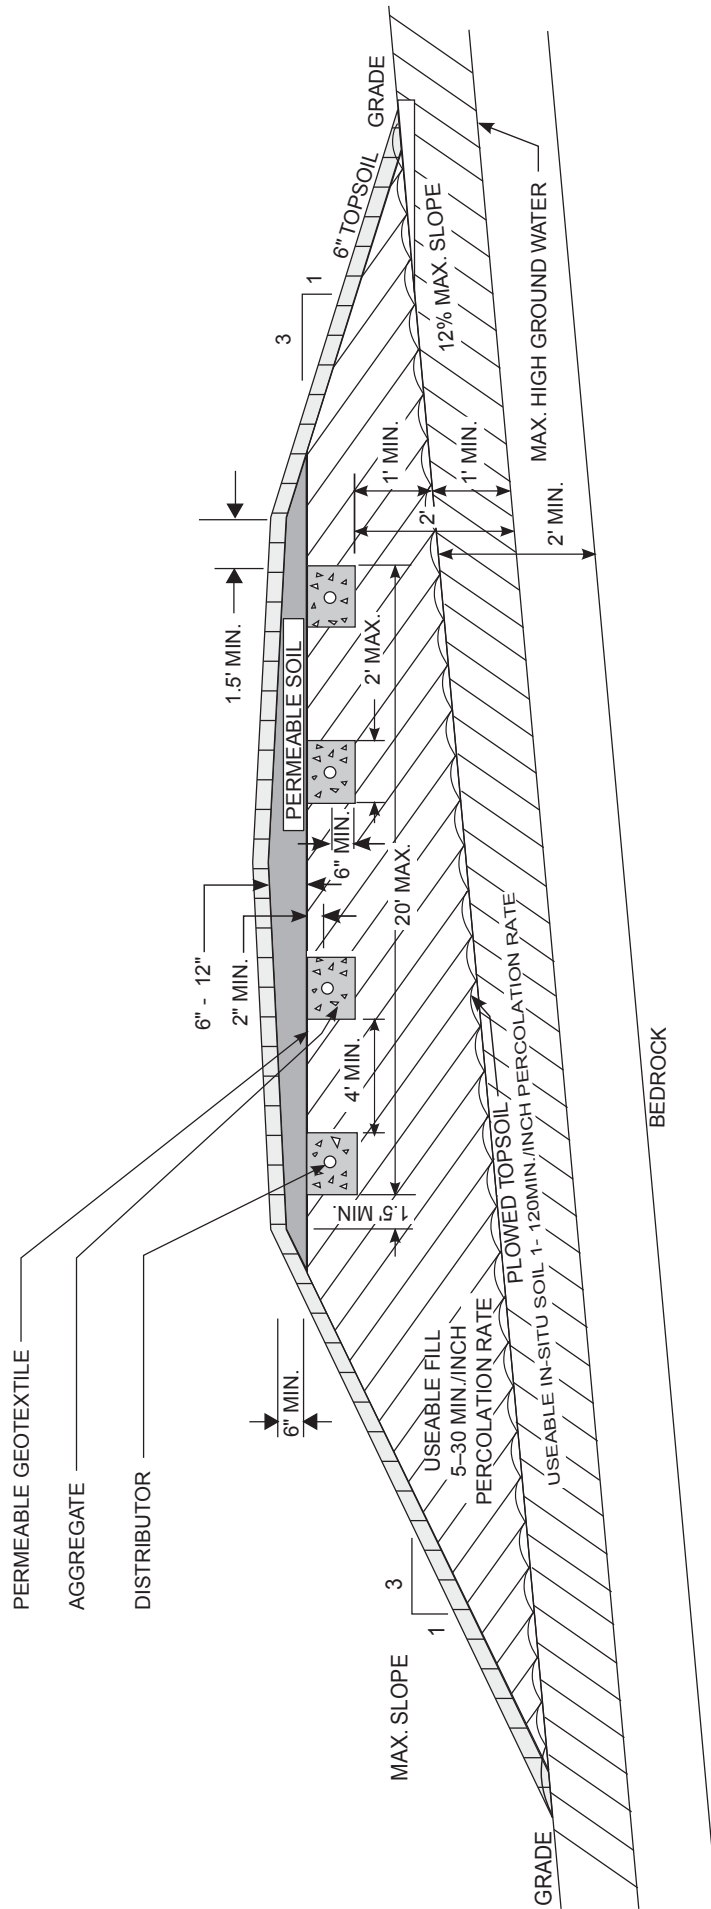 PERMEABLE GEOTEXTILE
AGGREGATE
DISTRIBUTOR
6" - 12"
2" MIN.
1.5' MIN.
3
1
6" TOPSOIL
GRADE
MAX. SLOPE
3
1
6" MIN.
PERMEABLE SOIL
1.5' MIN.
4' MIN.
6" MIN.
20' MAX.
2' MAX.
1' MIN.
2'
1' MIN.
2' MIN.
12% MAX. SLOPE
MAX. HIGH GROUND WATER
USEABLE FILL
5–30 MIN./INCH
PERCOLATION RATE
PLOWED TOPSOIL
USEABLE IN-SITU SOIL 1- 120MIN./INCH PERCOLATION RATE
GRADE
BEDROCK